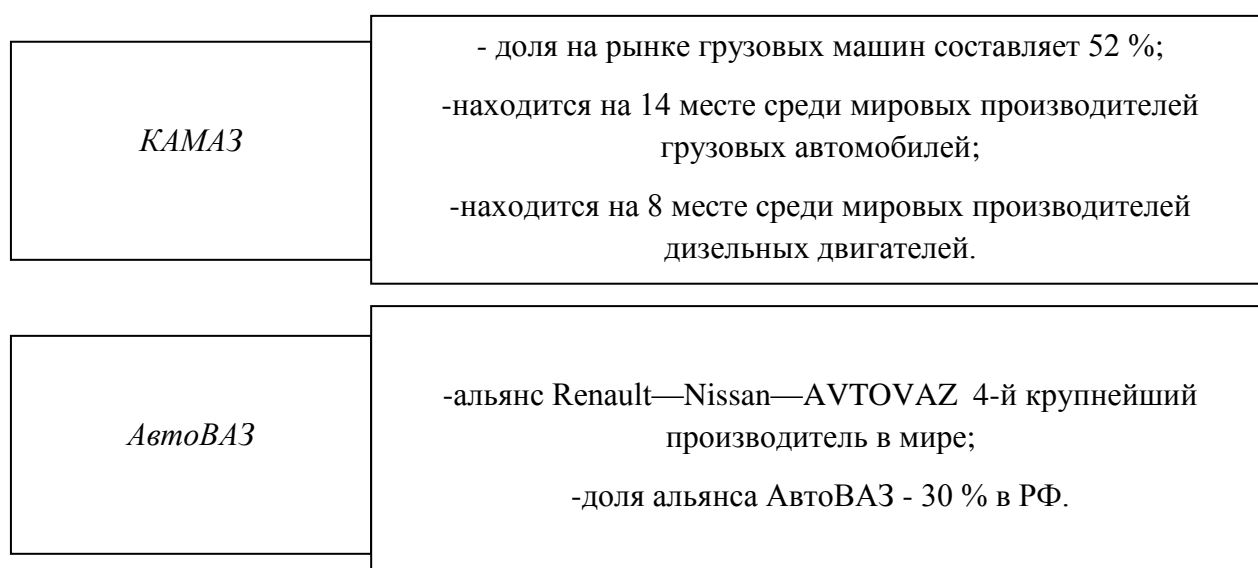 КАМАЗ
- доля на рынке грузовых машин составляет 52 %;
-находится на 14 месте среди мировых производителей
грузовых автомобилей;
-находится на 8 месте среди мировых производителей
дизельных двигателей.
АвтоВАЗ
-альянс Renault—Nissan—AVTOVAZ 4-й крупнейший
производитель в мире;
-доля альянса АвтоВАЗ - 30 % в РФ.